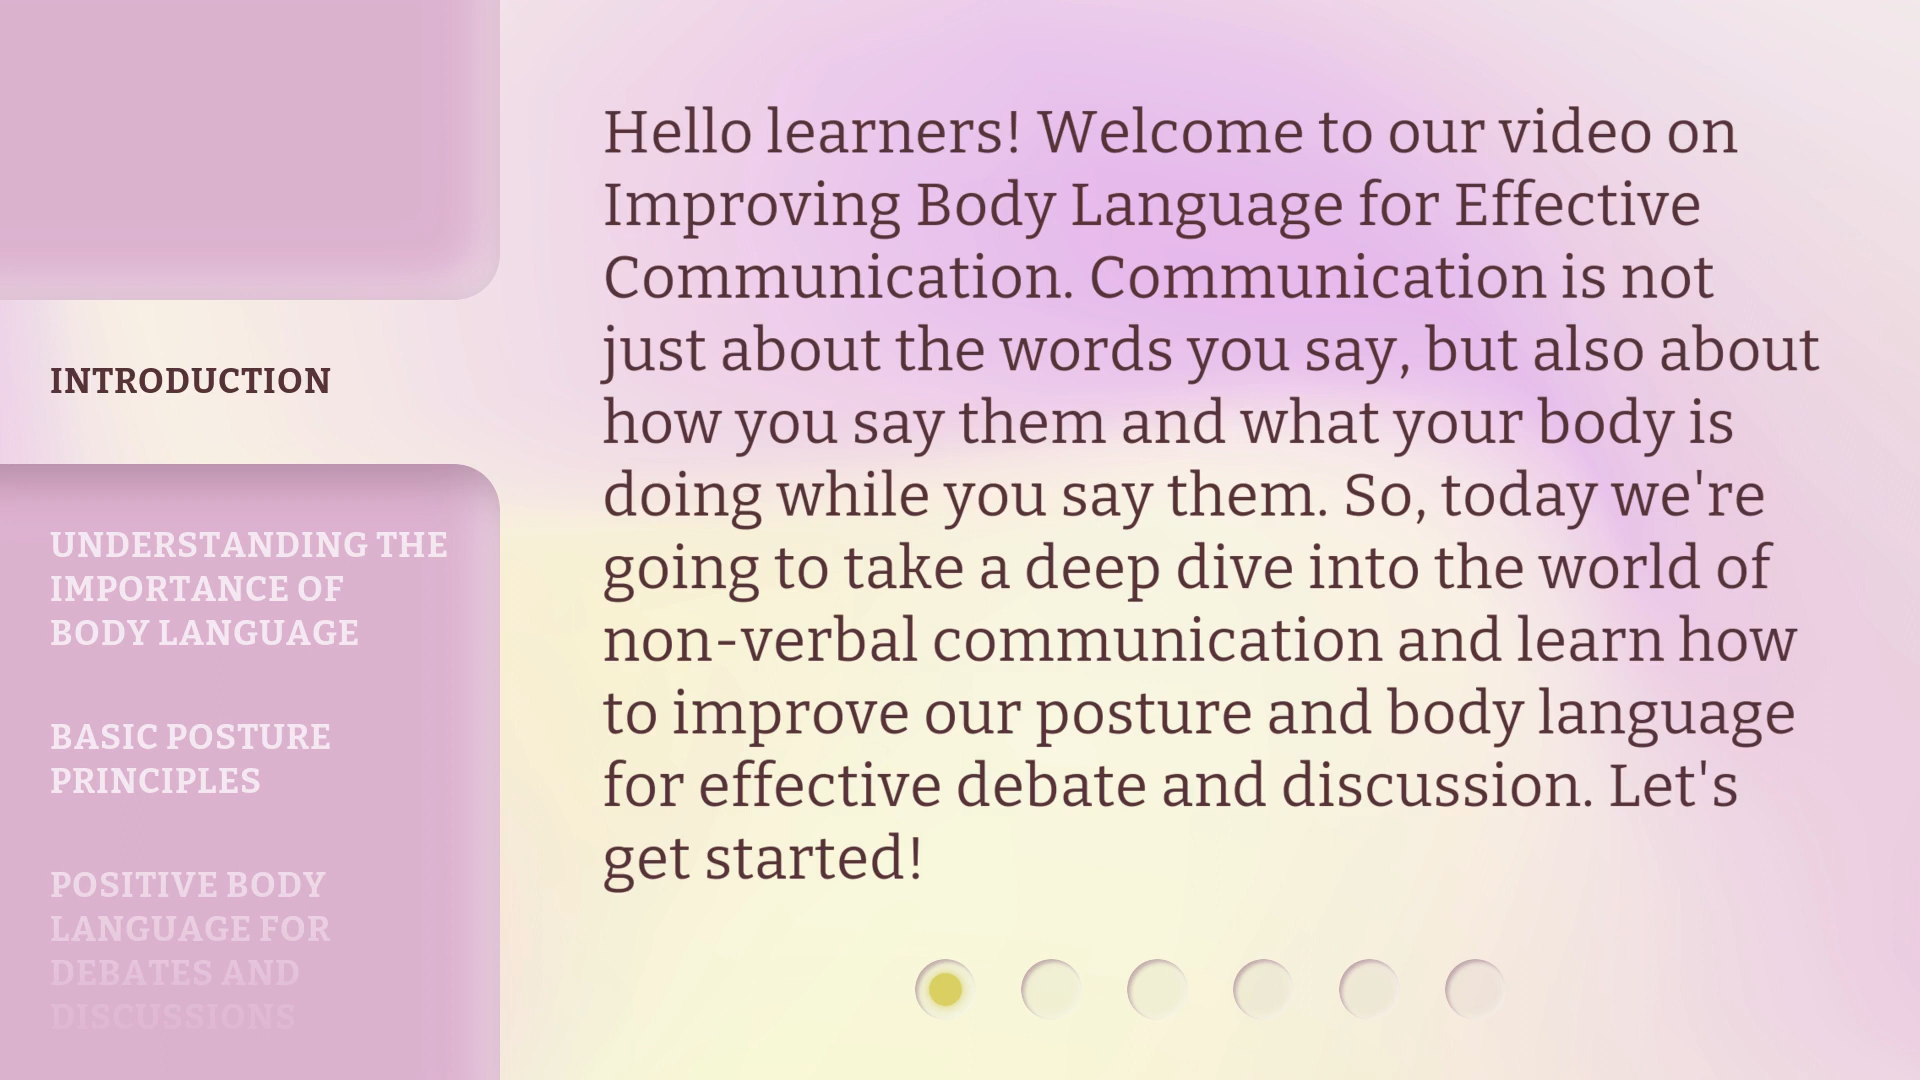 INTRODUCTION
UNDERSTANDING THE
IMPORTANCE OF
BODY LANGUAGE
BASIC POSTURE
PRINCIPLES
POSITIVE BODY
LANGUAGE FOR
DEBATES AND
DISCUSSIONS
Hello learners! Welcome to our video on
Improving Body Language for Effective
Communication. Communication is not
just about the words you say, but also about
how you say them and what your body is
doing while you say them. So, today we're
going to take a deep dive into the world of
non-verbal communication and learn how
to improve our posture and body language
for effective debate and discussion. Let's
get started!